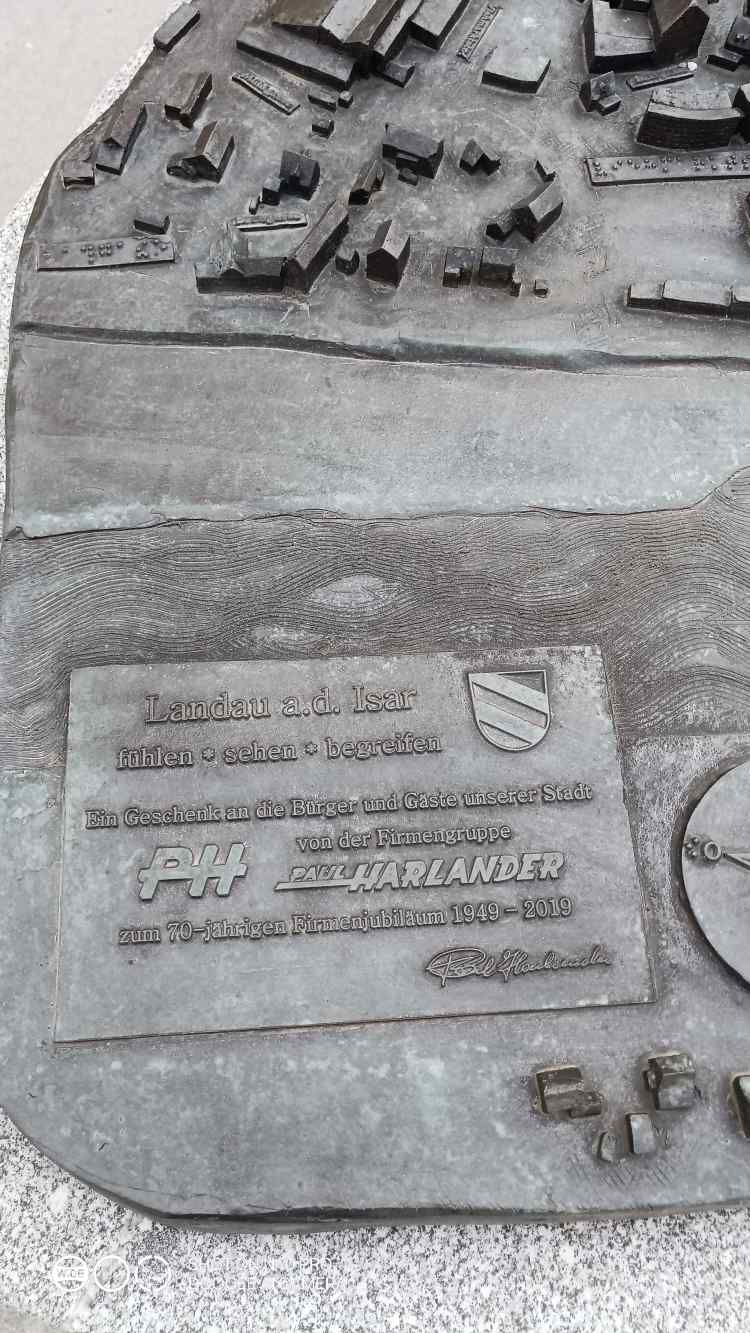 Landau a.d. Isar
fühlen * sehen * begreifen
Ein Geschenk an die Bürger und Gäste unserer Stadt
von der Firmengruppe
PH PAUL HARLANDER
zum 70-jährigen Firmenjubiläum 1949 - 2019